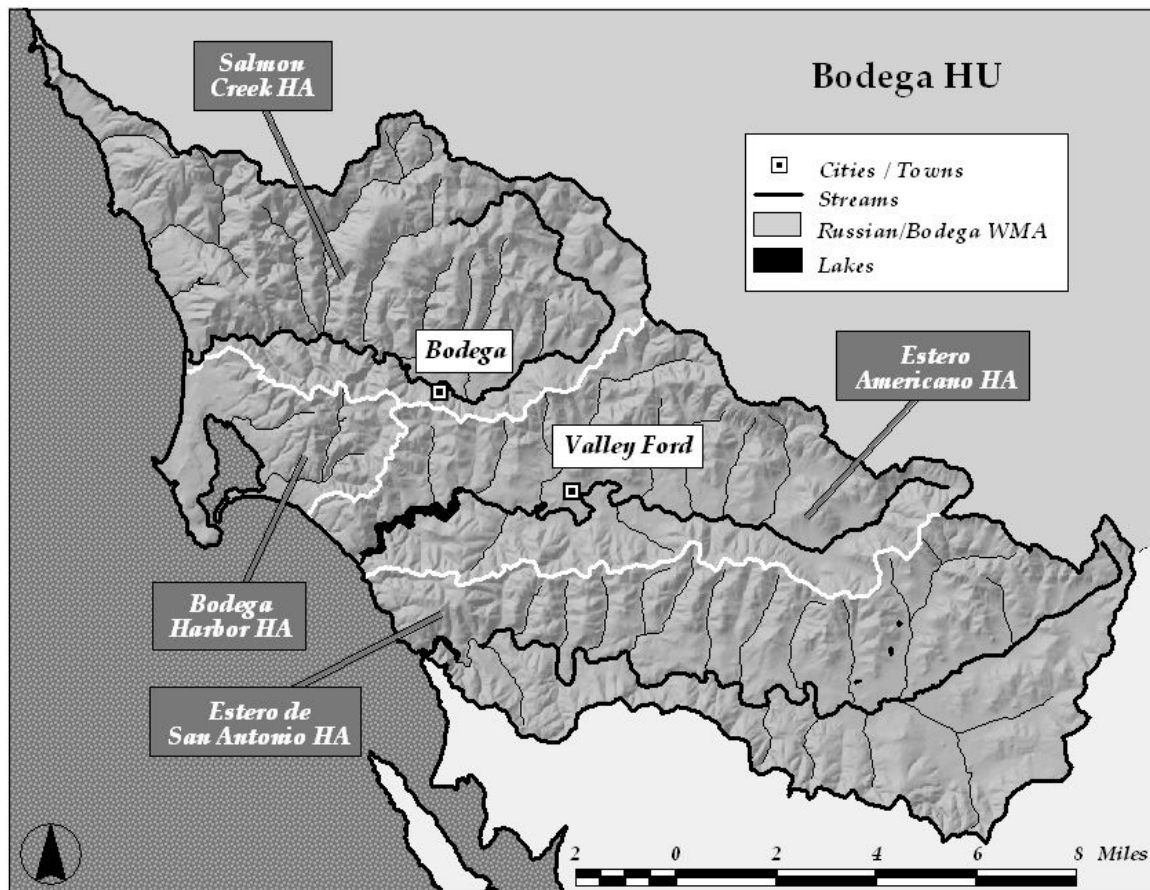 Salmon
Creek HA
Bodega HU
Cities / Towns
Streams
Russian/Bodega WMA
Lakes
Bodega
Estero
Americano HA
Valley Ford
Bodega
Harbor HA
Estero de
San Antonio HA
2 0 2 4 6 8 Miles